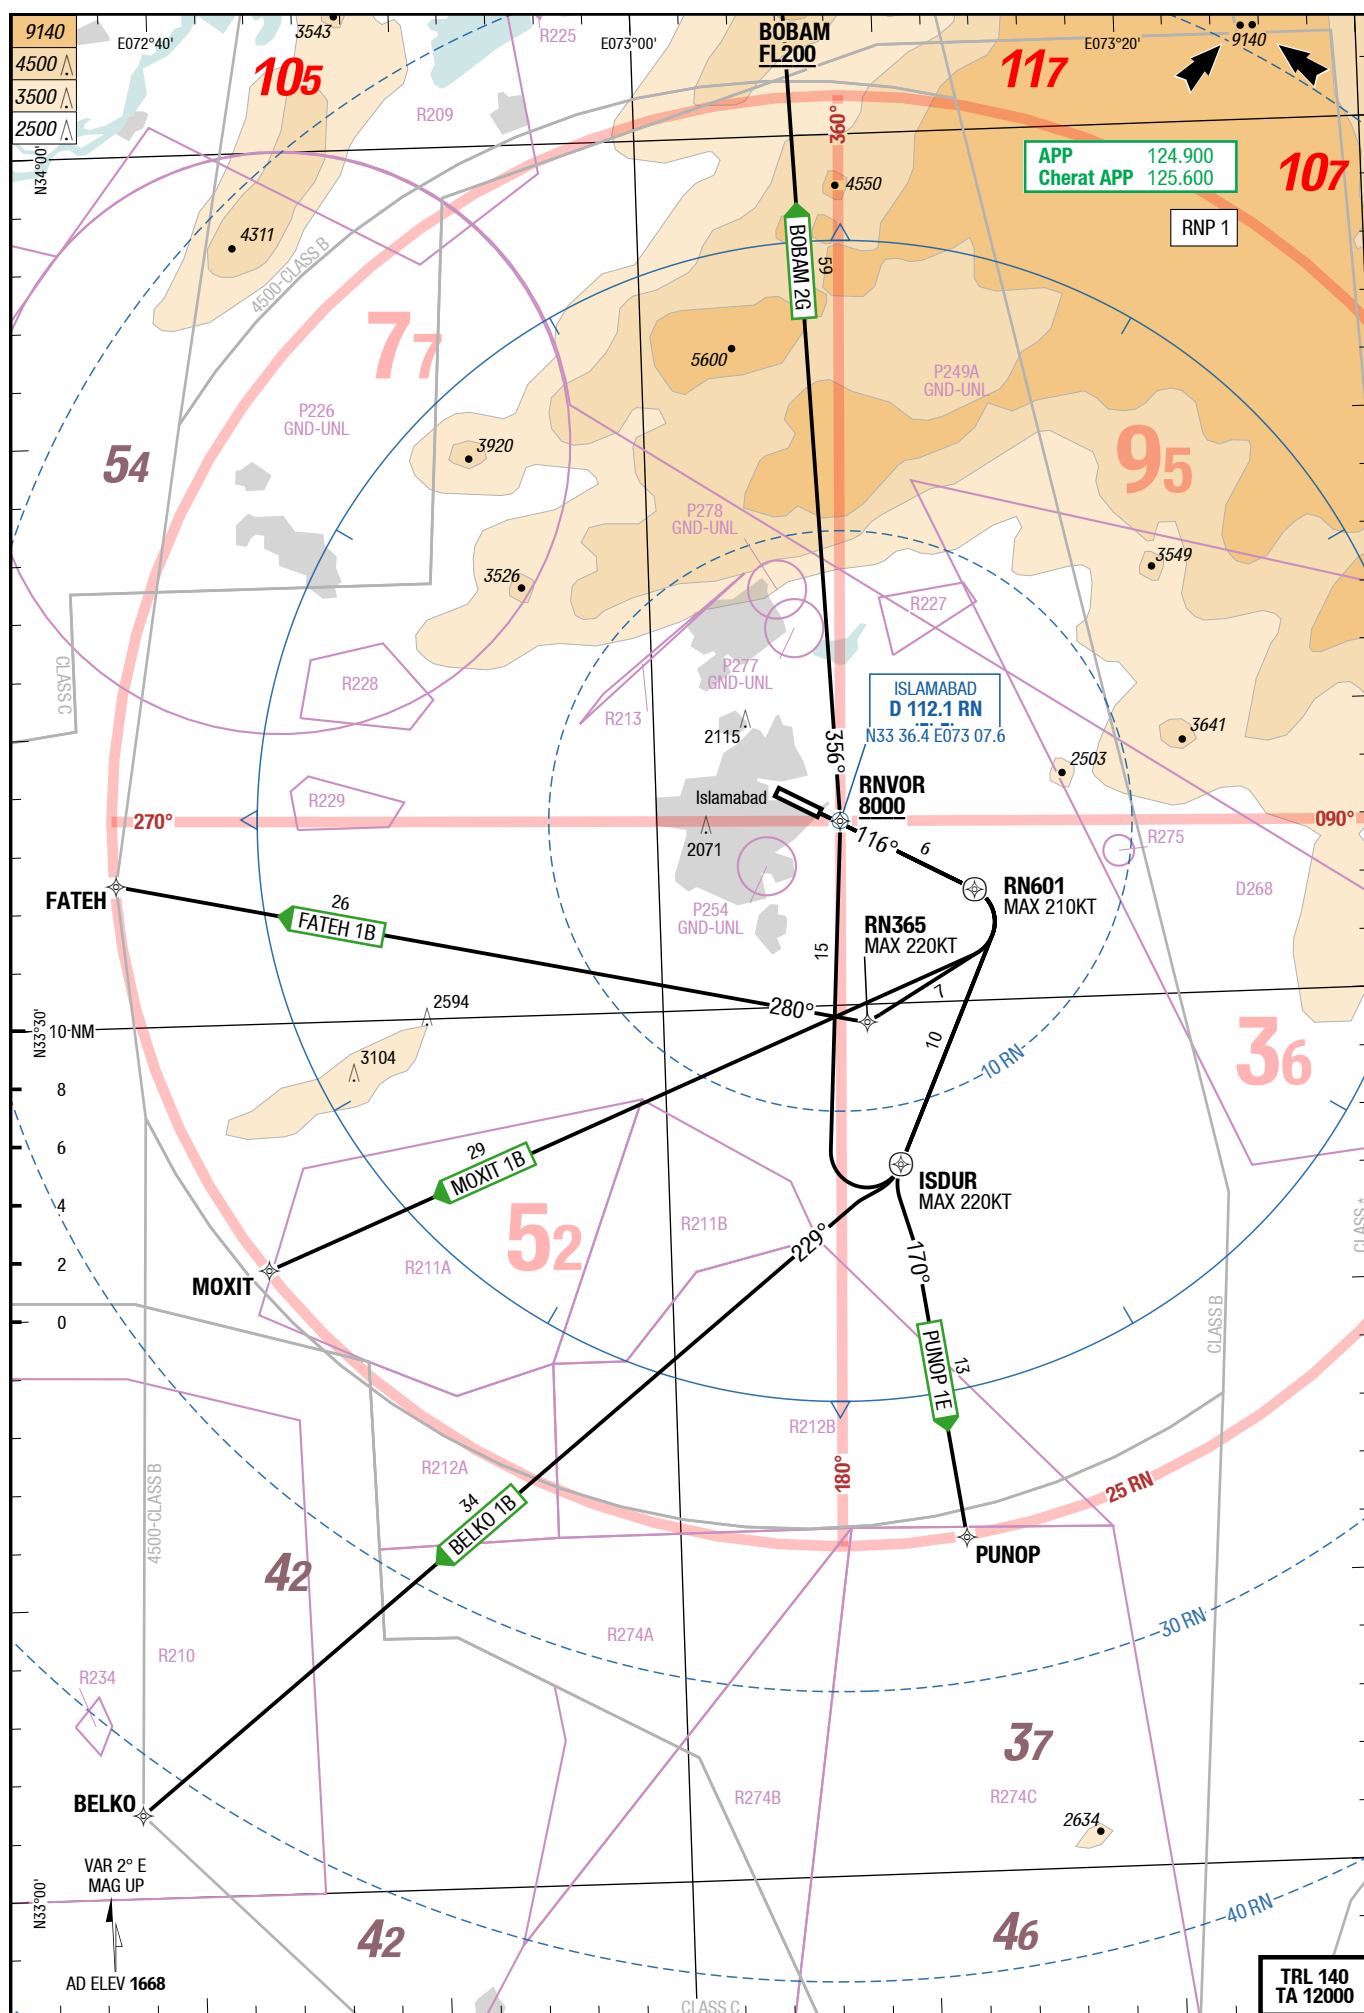 9140
4500
3500
2500
E072°40'
3543
105
R225
E073°00'
BOBAM
FL200
117
E073°20'
9140
R209
360°
N34°00'
APP 124.900
Cherat APP 125.600
107
RNP 1
4550
4311
4500-CLASS B
BOBAM 2G
59
77
5600
P249A
GND-UNL
P226
GND-UNL
54
3920
95
P278
GND-UNL
3526
3549
R227
CLASS C
R228
P277
GND-UNL
R213
2115
ISLAMABAD
D 112.1 RN
N33 36.4 E073 07.6
3641
2503
356°
R229
Islamabad
RNVOR
8000
270°
090°
2071
116°
6
R275
FATEH
RN601
MAX 210KT
D268
26
FATEH 1B
P254
GND-UNL
RN365
MAX 220KT
15
2594
280°
7
N33°30'
10 NM
10
36
3104
10 RN
8
6
29
MOXIT 1B
ISDUR
MAX 220KT
4
52
R211B
229°
170°
CLASS *
2
R211A
MOXIT
0
CLASS B
PUNOP 1E
13
R212B
R212A
180°
25 RN
34
BELKO 1B
4500-CLASS B
42
PUNOP
30 RN
R274A
R210
R234
37
R274B
R274C
BELKO
2634
VAR 2° E
MAG UP
N33°00'
40 RN
42
46
AD ELEV 1668
TRL 140
TA 12000
CLASS C